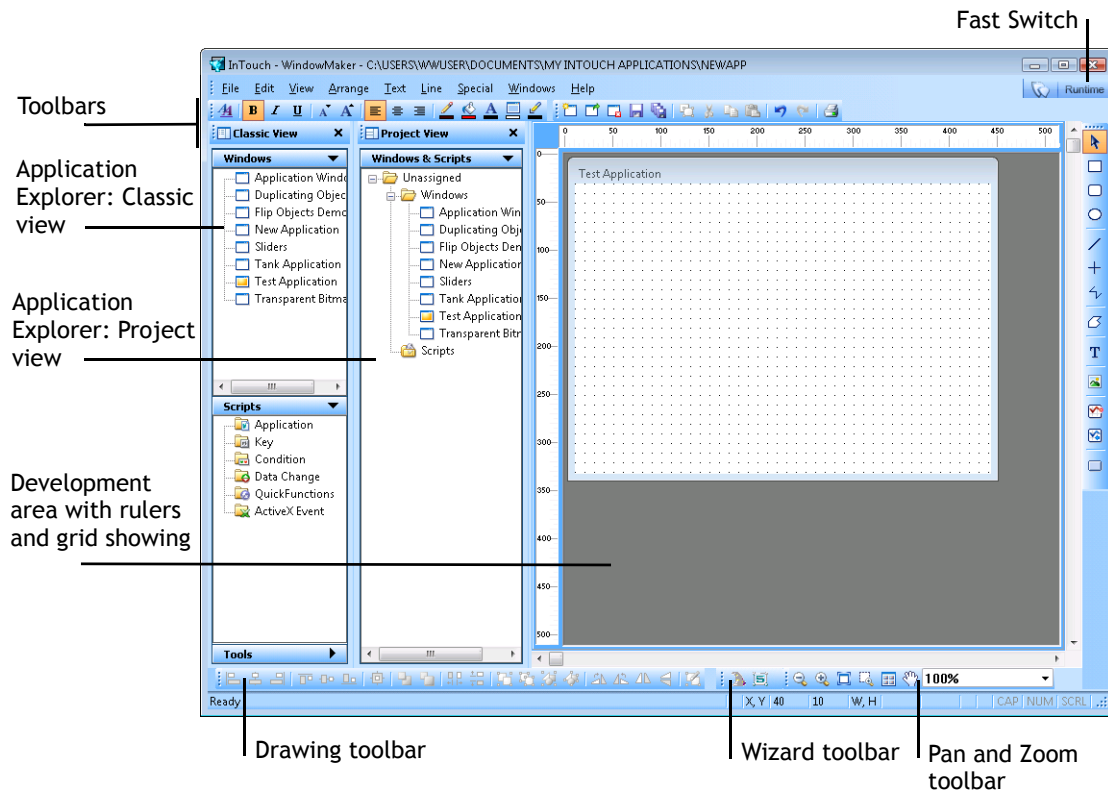 Fast Switch
InTouch - WindowMaker - C:\USERS\WWUSER\DOCUMENTS\MY INTOUCH APPLICATIONS\NEWAPP
File Edit View Arrange Text Line Special Windows Help
Runtime
Toolbars
B I U A A A
Classic View
Project View
Application
Explorer: Classic
view
Windows
Application Windo
Duplicating Objec
Flip Objects Demo
New Application
Sliders
Tank Application
Test Application
Transparent Bitma
Application
Explorer: Project
view
Windows & Scripts
Unassigned
Windows
Application Win
Duplicating Obj
Flip Objects Den
New Application
Sliders
Tank Application
Test Application
Transparent Bitr
Scripts
Scripts
Application
Key
Condition
Data Change
QuickFunctions
ActiveX Event
Development
area with rulers
and grid showing
Tools
0 50 100 150 200 250 300 350 400 450 500
Test Application
0
50
100
150
200
250
300
350
400
450
500
T
100%
Ready
X, Y 40 10 W, H
CAP NUM SCRL
Drawing toolbar
Wizard toolbar
Pan and Zoom
toolbar